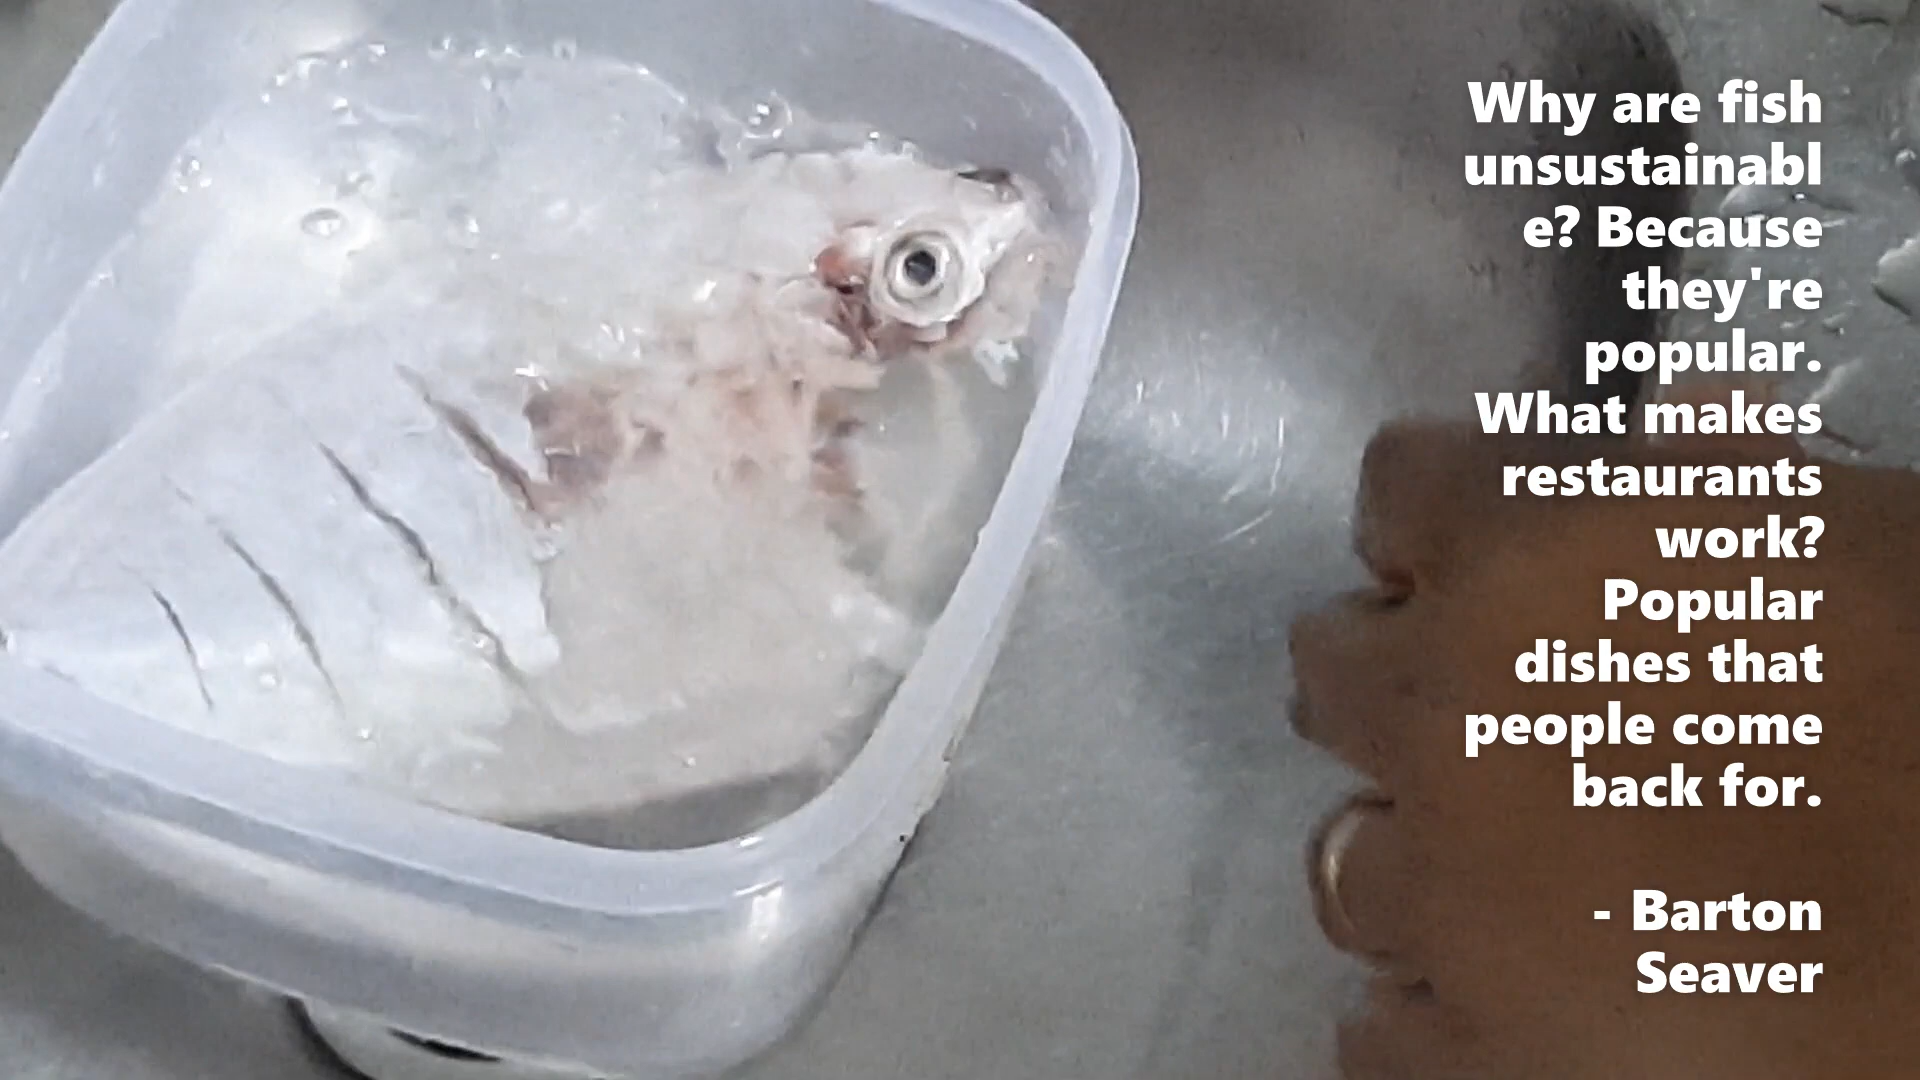 Why are fish
unsustainabl
e? Because
they're
popular.
What makes
restaurants
work?
Popular
dishes that
people come
back for.
- Barton
Seaver